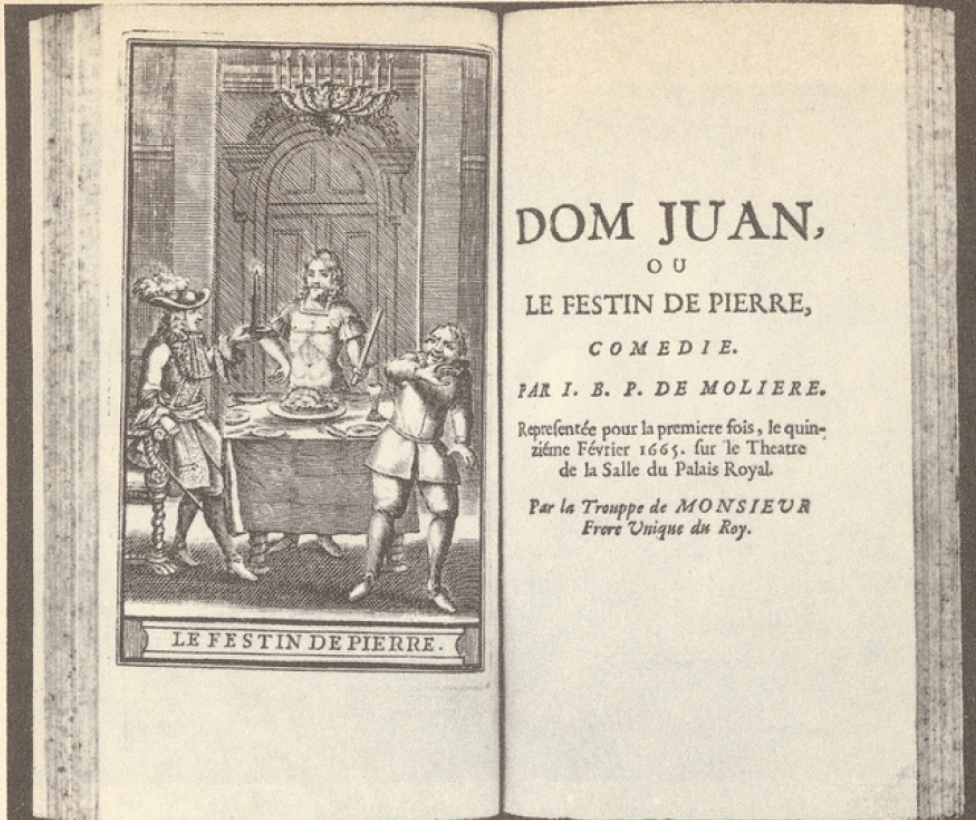 LE FESTIN DE PIERRE.
DOM JUAN,
OU
LE FESTIN DE PIERRE,
COMEDIE.
PAR I. B. P. DE MOLIERE.
Repreſentée pour la premiere fois, le quin-
ziéme Février 1665. ſur le Theatre
de la Salle du Palais Royal.
Par la Trouppe de MONSIEUR
Frere Unique du Roy.